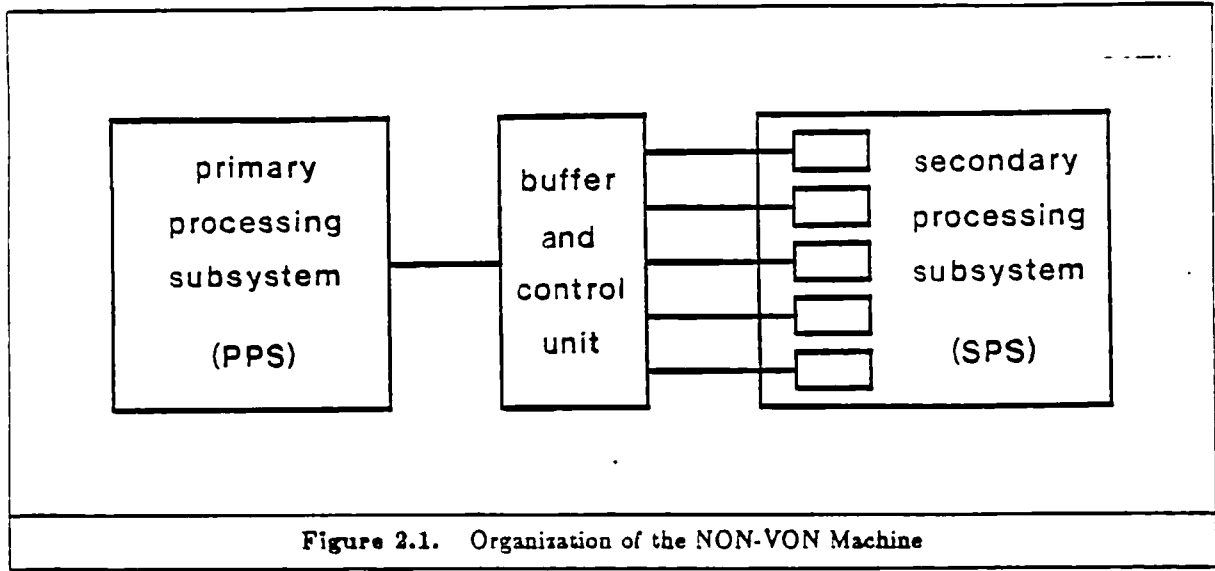 primary
processing
subsystem
(PPS)
buffer
and
control
unit
secondary
processing
subsystem
(SPS)
Figure 2.1. Organization of the NON-VON Machine